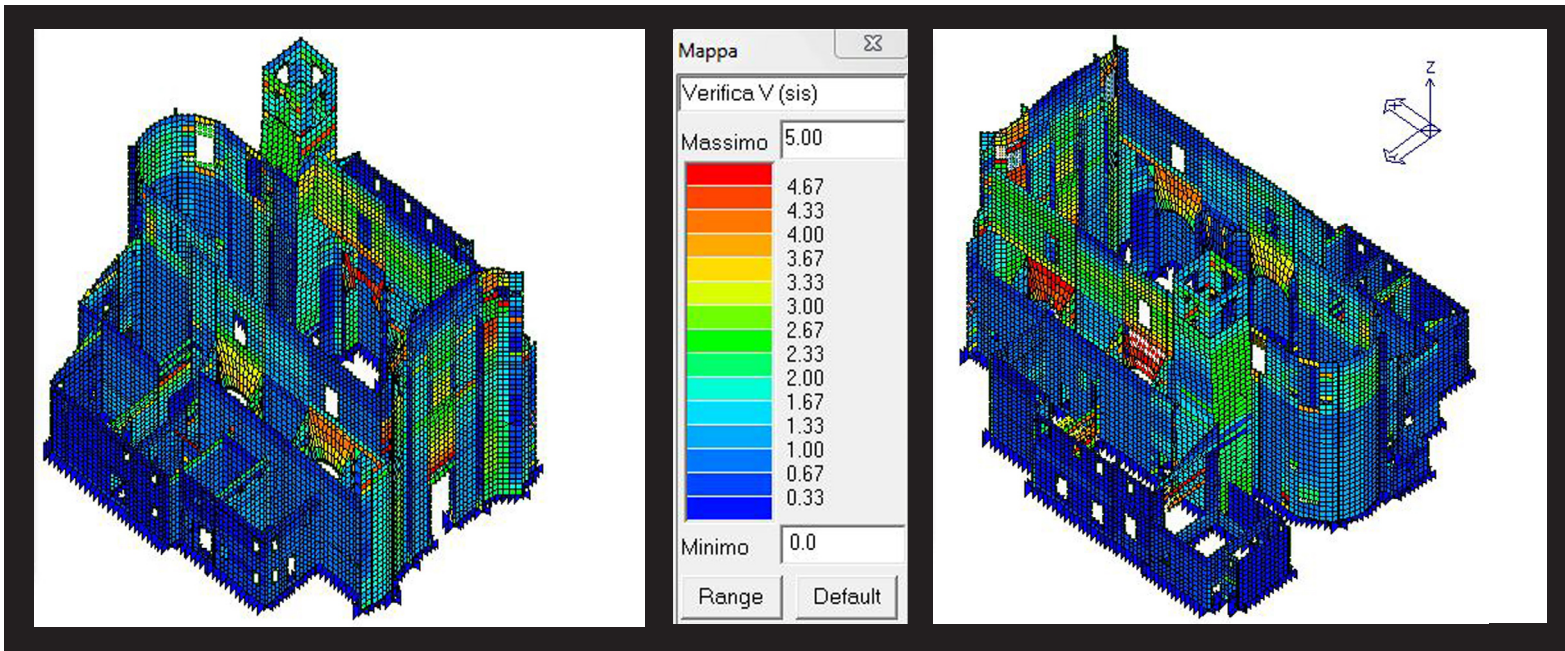 Mappa
Verifica V (sis)
Massimo 5.00
4.67
4.33
4.00
3.67
3.33
3.00
2.67
2.33
2.00
1.67
1.33
1.00
0.67
0.33
Minimo 0.0
Range Default
Z